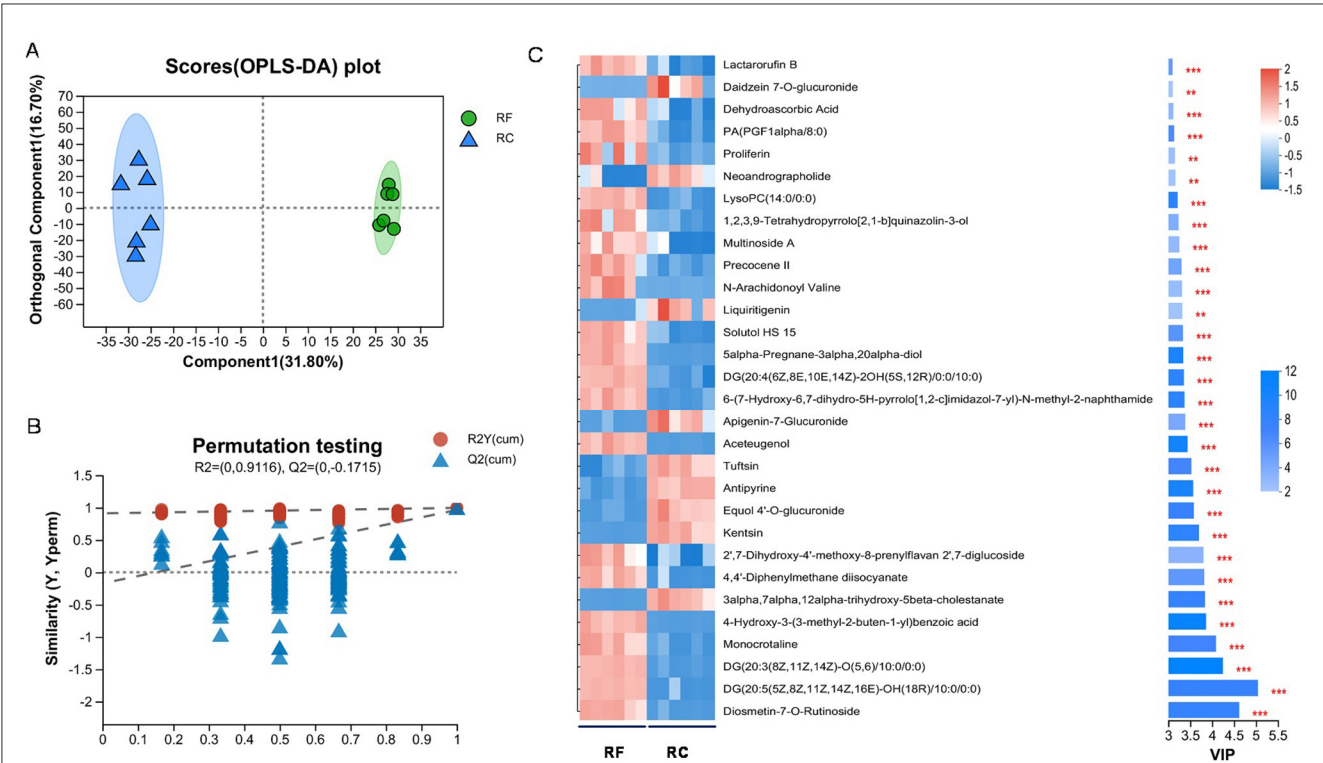 A
Scores(OPLS-DA) plot
Orthogonal Component1(16.70%)
70
60
50
40
30
20
10
0
-10
-20
-30
-40
-50
-60
-35 -30 -25 -20 -15 -10 -5 0 5 10 15 20 25 30 35
Component1(31.80%)
RF
RC
B
Permutation testing
R2=(0,0.9116), Q2=(0,-0.1715)
R2Y(cum)
Q2(cum)
Similarity (Y, Yperm)
1.5
1
0.5
0
-0.5
-1
-1.5
-2
0 0.1 0.2 0.3 0.4 0.5 0.6 0.7 0.8 0.9 1
C
Lactarorufin B ***
Daidzein 7-O-glucuronide **
Dehydroascorbic Acid ***
PA(PGF1alpha/8:0) ***
Proliferin **
Neoandrographolide **
LysoPC(14:0/0:0) ***
1,2,3,9-Tetrahydropyrrolo[2,1-b]quinazolin-3-ol ***
Multinoside A ***
Precocene II ***
N-Arachidonoyl Valine ***
Liquiritigenin **
Solutol HS 15 ***
5alpha-Pregnane-3alpha,20alpha-diol ***
DG(20:4(6Z,8E,10E,14Z)-2OH(5S,12R)/0:0/10:0) ***
6-(7-Hydroxy-6,7-dihydro-5H-pyrrolo[1,2-c]imidazol-7-yl)-N-methyl-2-naphthamide ***
Apigenin-7-Glucuronide ***
Aceteugenol ***
Tuftsin ***
Antipyrine ***
Equol 4'-O-glucuronide ***
Kentsin ***
2',7-Dihydroxy-4'-methoxy-8-prenylflavan 2',7-diglucoside ***
4,4'-Diphenylmethane diisocyanate ***
3alpha,7alpha,12alpha-trihydroxy-5beta-cholestanate ***
4-Hydroxy-3-(3-methyl-2-buten-1-yl)benzoic acid ***
Monocrotaline ***
DG(20:3(8Z,11Z,14Z)-O(5,6)/10:0/0:0) ***
DG(20:5(5Z,8Z,11Z,14Z,16E)-OH(18R)/10:0/0:0) ***
Diosmetin-7-O-Rutinoside ***
RF RC
3 3.5 4 4.5 5 5.5
VIP
2
1.5
1
0.5
0
-0.5
-1
-1.5
12
10
8
6
4
2